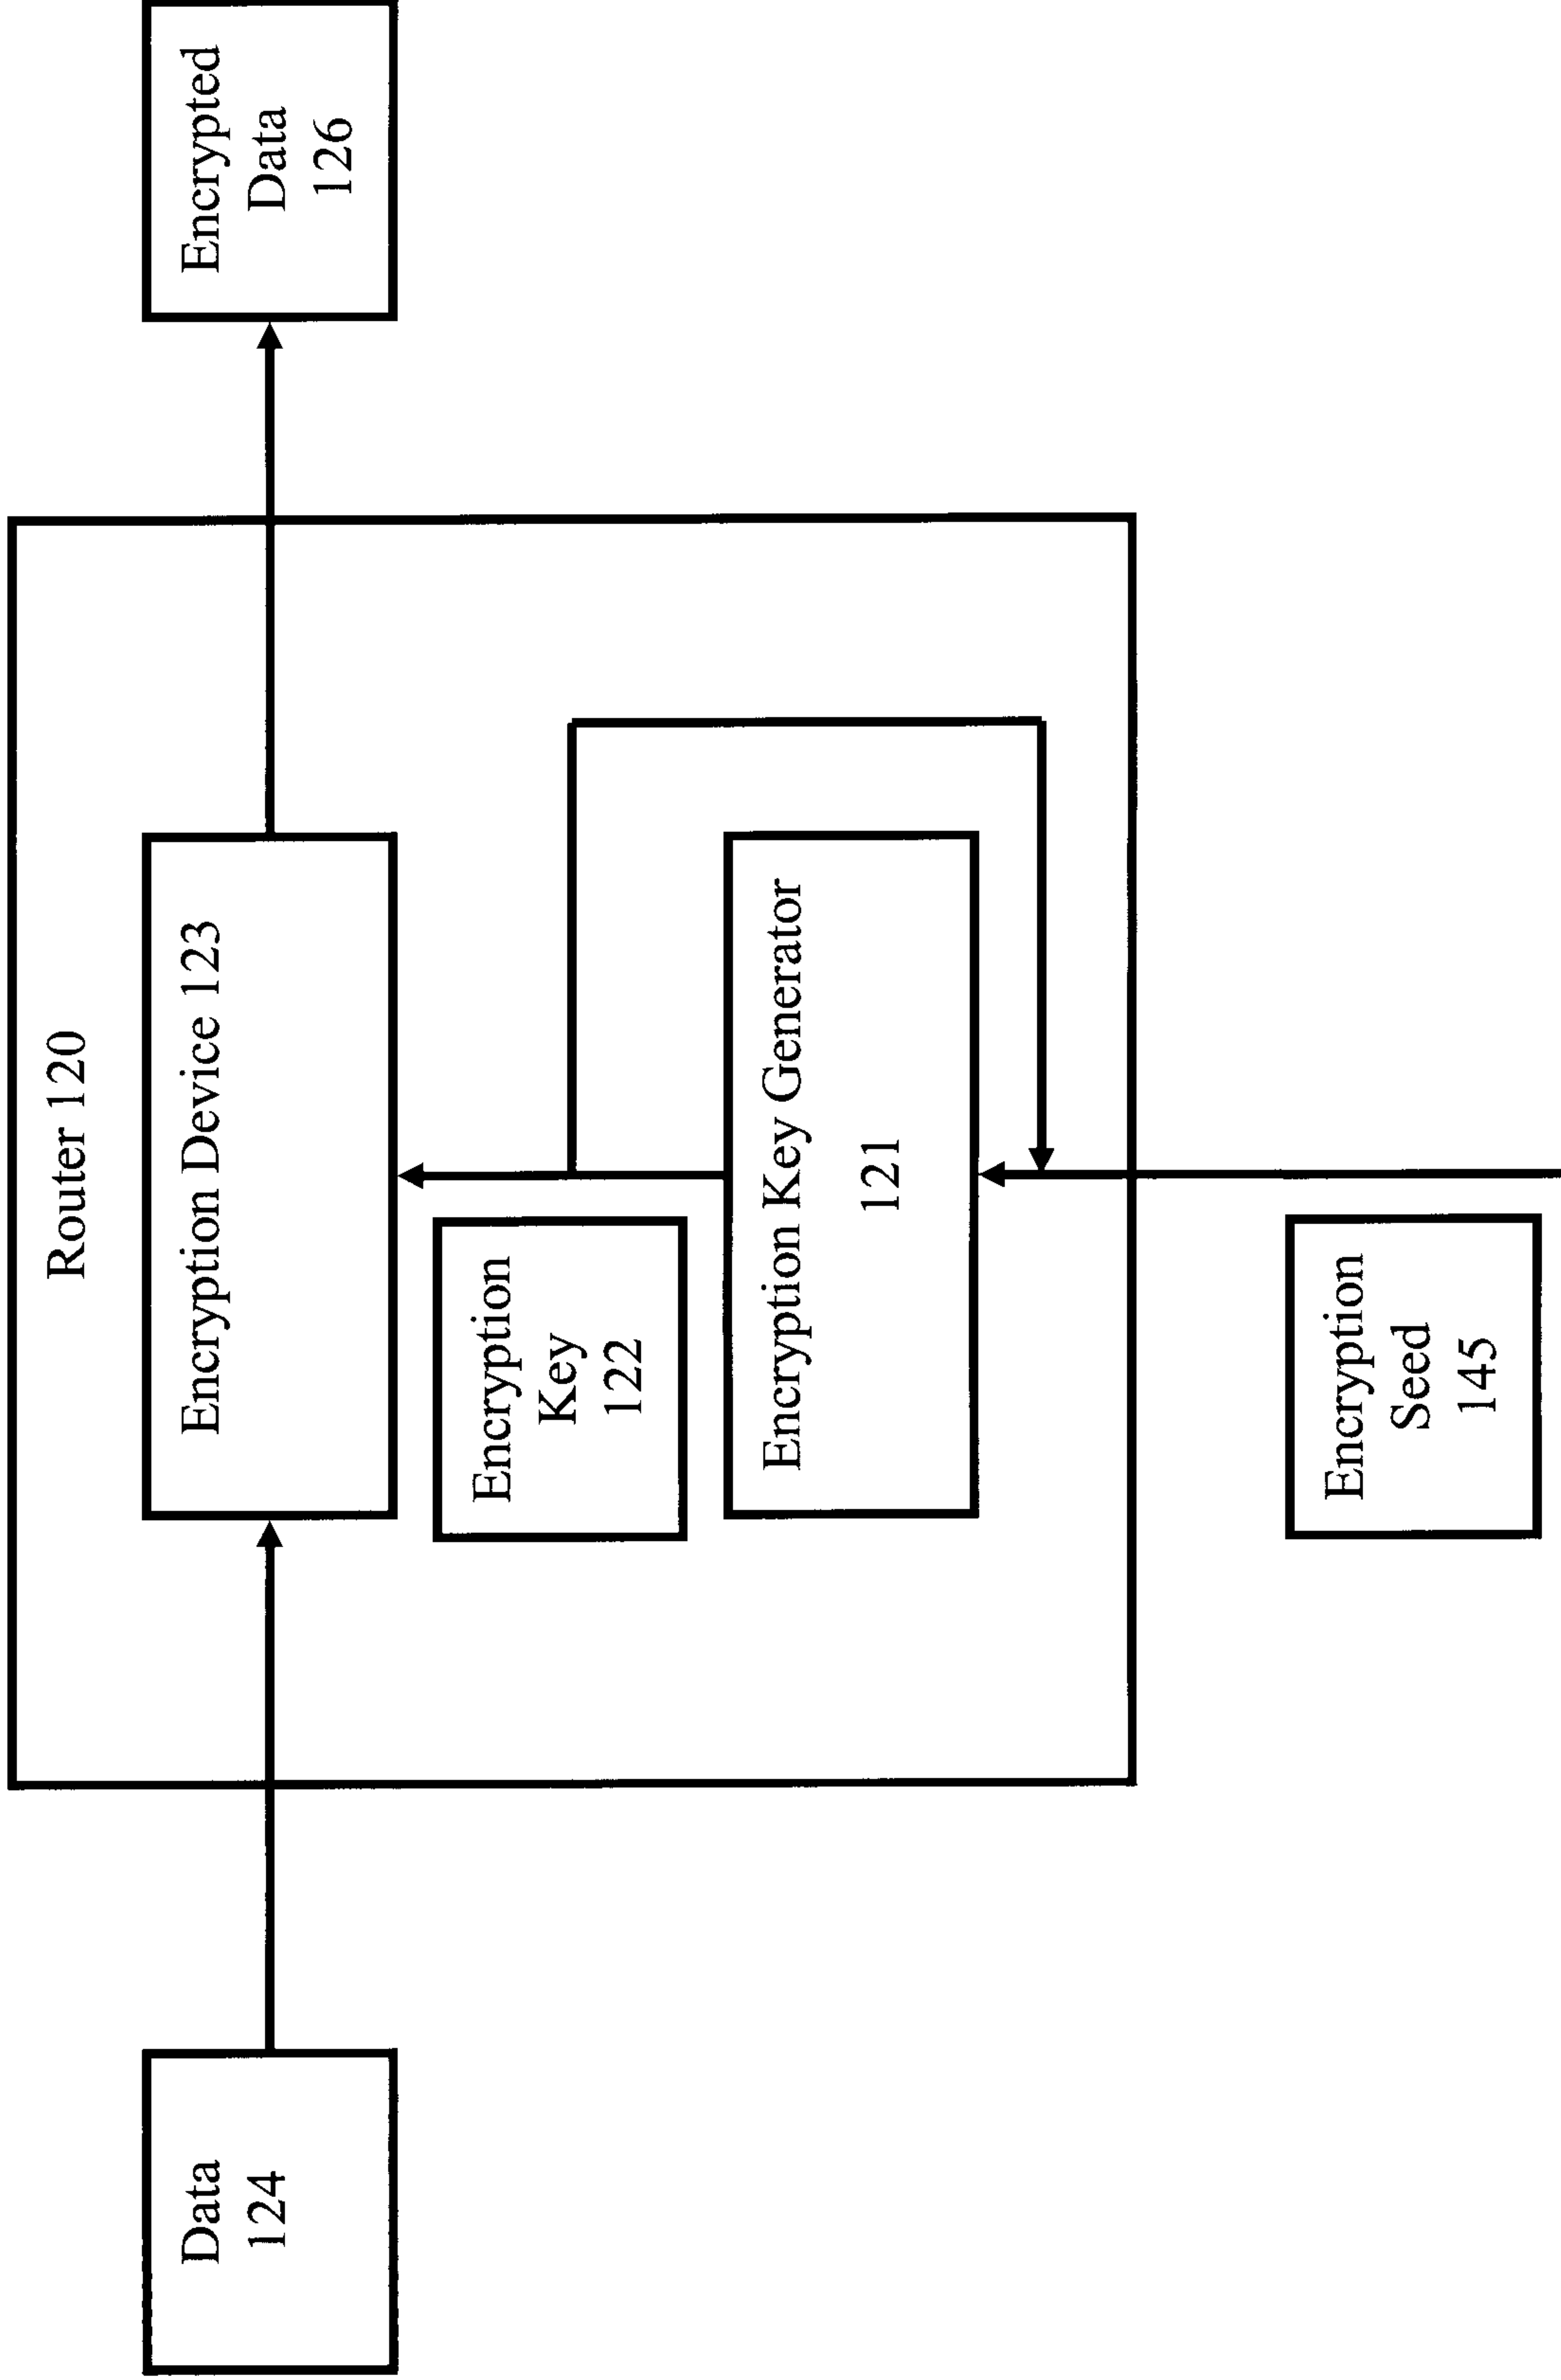 Router 120
Data
124
Encryption Device 123
Encrypted
Data
126
Encryption
Key
122
Encryption Key Generator
121
Encryption
Seed
145